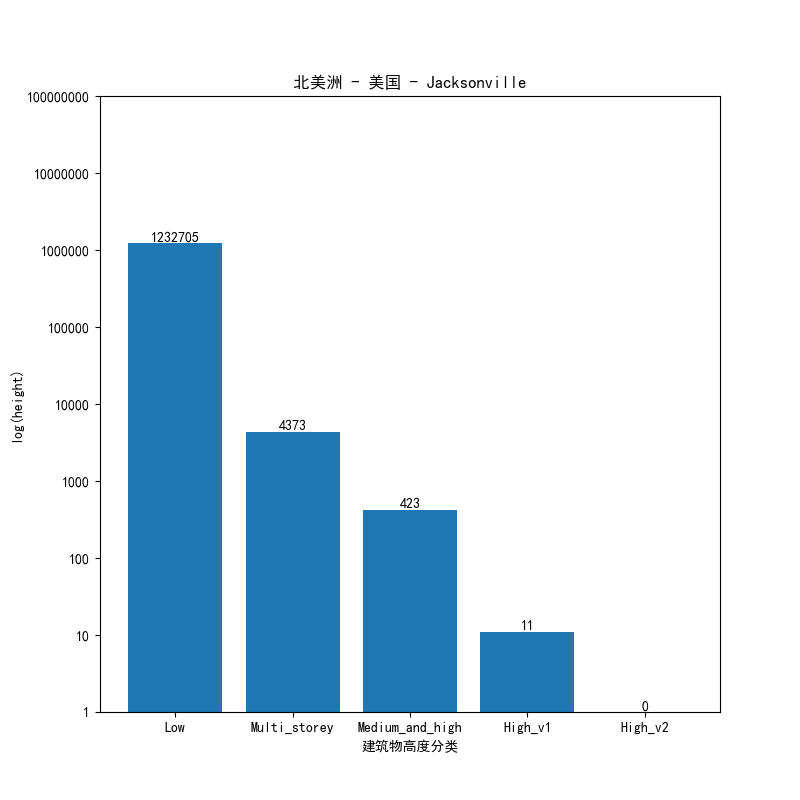 北美洲 - 美国 - Jacksonville
100000000
10000000
1000000
100000
10000
1000
100
10
1
log(height)
1232705
4373
423
11
0
Low
Multi_storey
Medium_and_high
High_v1
High_v2
建筑物高度分类